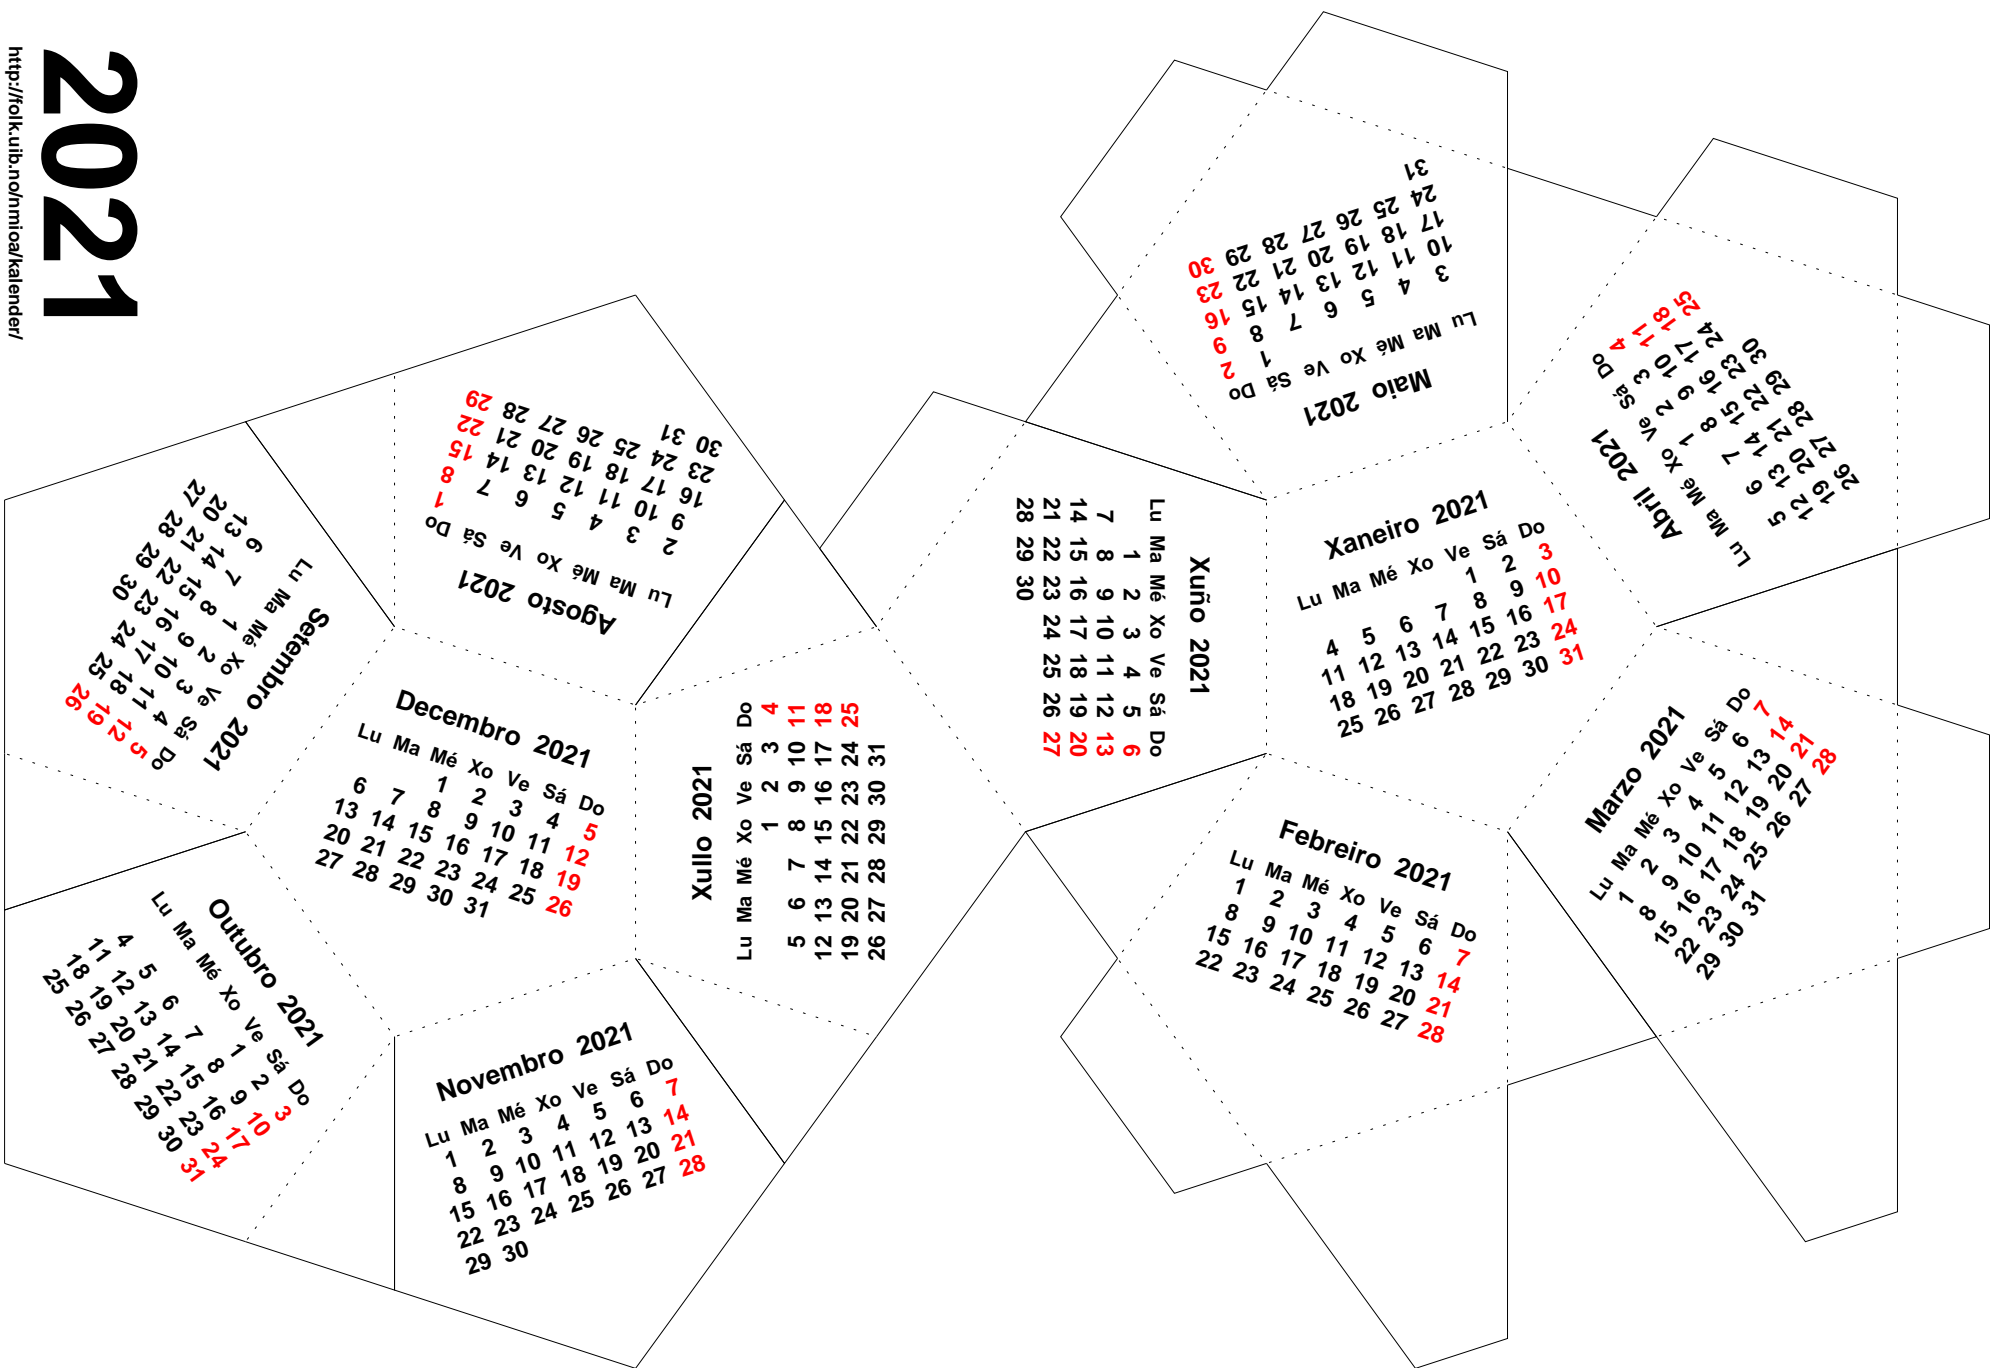 2021
http://folk.uib.no/nmioa/kalender/
Xaneiro 2021
Lu Ma Mé Xo Ve Sá Do
1 2 3
4 5 6 7 8 9 10
11 12 13 14 15 16 17
18 19 20 21 22 23 24
25 26 27 28 29 30 31
Febreiro 2021
Lu Ma Mé Xo Ve Sá Do
1 2 3 4 5 6 7
8 9 10 11 12 13 14
15 16 17 18 19 20 21
22 23 24 25 26 27 28
Marzo 2021
Lu Ma Mé Xo Ve Sá Do
1 2 3 4 5 6 7
8 9 10 11 12 13 14
15 16 17 18 19 20 21
22 23 24 25 26 27 28
29 30 31
Abril 2021
Lu Ma Mé Xo Ve Sá Do
1 2 3 4
5 6 7 8 9 10 11
12 13 14 15 16 17 18
19 20 21 22 23 24 25
26 27 28 29 30
Maio 2021
Lu Ma Mé Xo Ve Sá Do
1 2
3 4 5 6 7 8 9
10 11 12 13 14 15 16
17 18 19 20 21 22 23
24 25 26 27 28 29 30
31
Xuño 2021
Lu Ma Mé Xo Ve Sá Do
1 2 3 4 5 6
7 8 9 10 11 12 13
14 15 16 17 18 19 20
21 22 23 24 25 26 27
28 29 30
Xullo 2021
Lu Ma Mé Xo Ve Sá Do
1 2 3 4
5 6 7 8 9 10 11
12 13 14 15 16 17 18
19 20 21 22 23 24 25
26 27 28 29 30 31
Agosto 2021
Lu Ma Mé Xo Ve Sá Do
1
2 3 4 5 6 7 8
9 10 11 12 13 14 15
16 17 18 19 20 21 22
23 24 25 26 27 28 29
30 31
Setembro 2021
Lu Ma Mé Xo Ve Sá Do
1 2 3 4 5
6 7 8 9 10 11 12
13 14 15 16 17 18 19
20 21 22 23 24 25 26
27 28 29 30
Outubro 2021
Lu Ma Mé Xo Ve Sá Do
1 2 3
4 5 6 7 8 9 10
11 12 13 14 15 16 17
18 19 20 21 22 23 24
25 26 27 28 29 30 31
Novembro 2021
Lu Ma Mé Xo Ve Sá Do
1 2 3 4 5 6 7
8 9 10 11 12 13 14
15 16 17 18 19 20 21
22 23 24 25 26 27 28
29 30
Decembro 2021
Lu Ma Mé Xo Ve Sá Do
1 2 3 4 5
6 7 8 9 10 11 12
13 14 15 16 17 18 19
20 21 22 23 24 25 26
27 28 29 30 31